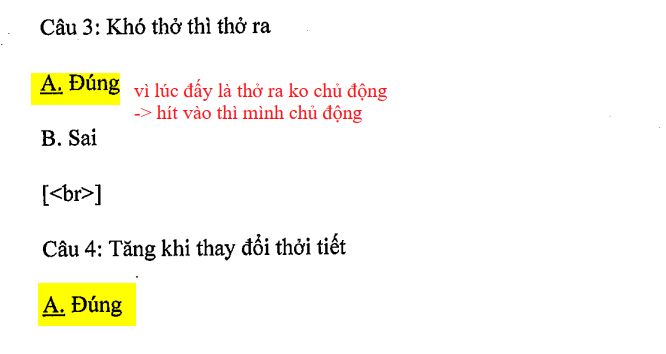 Câu 3: Khó thở thì thở ra
A. Đúng
vì lúc đấy là thở ra ko chủ động
-> hít vào thì mình chủ động
B. Sai
[<br>]
Câu 4: Tăng khi thay đổi thởi tiết
A. Đúng